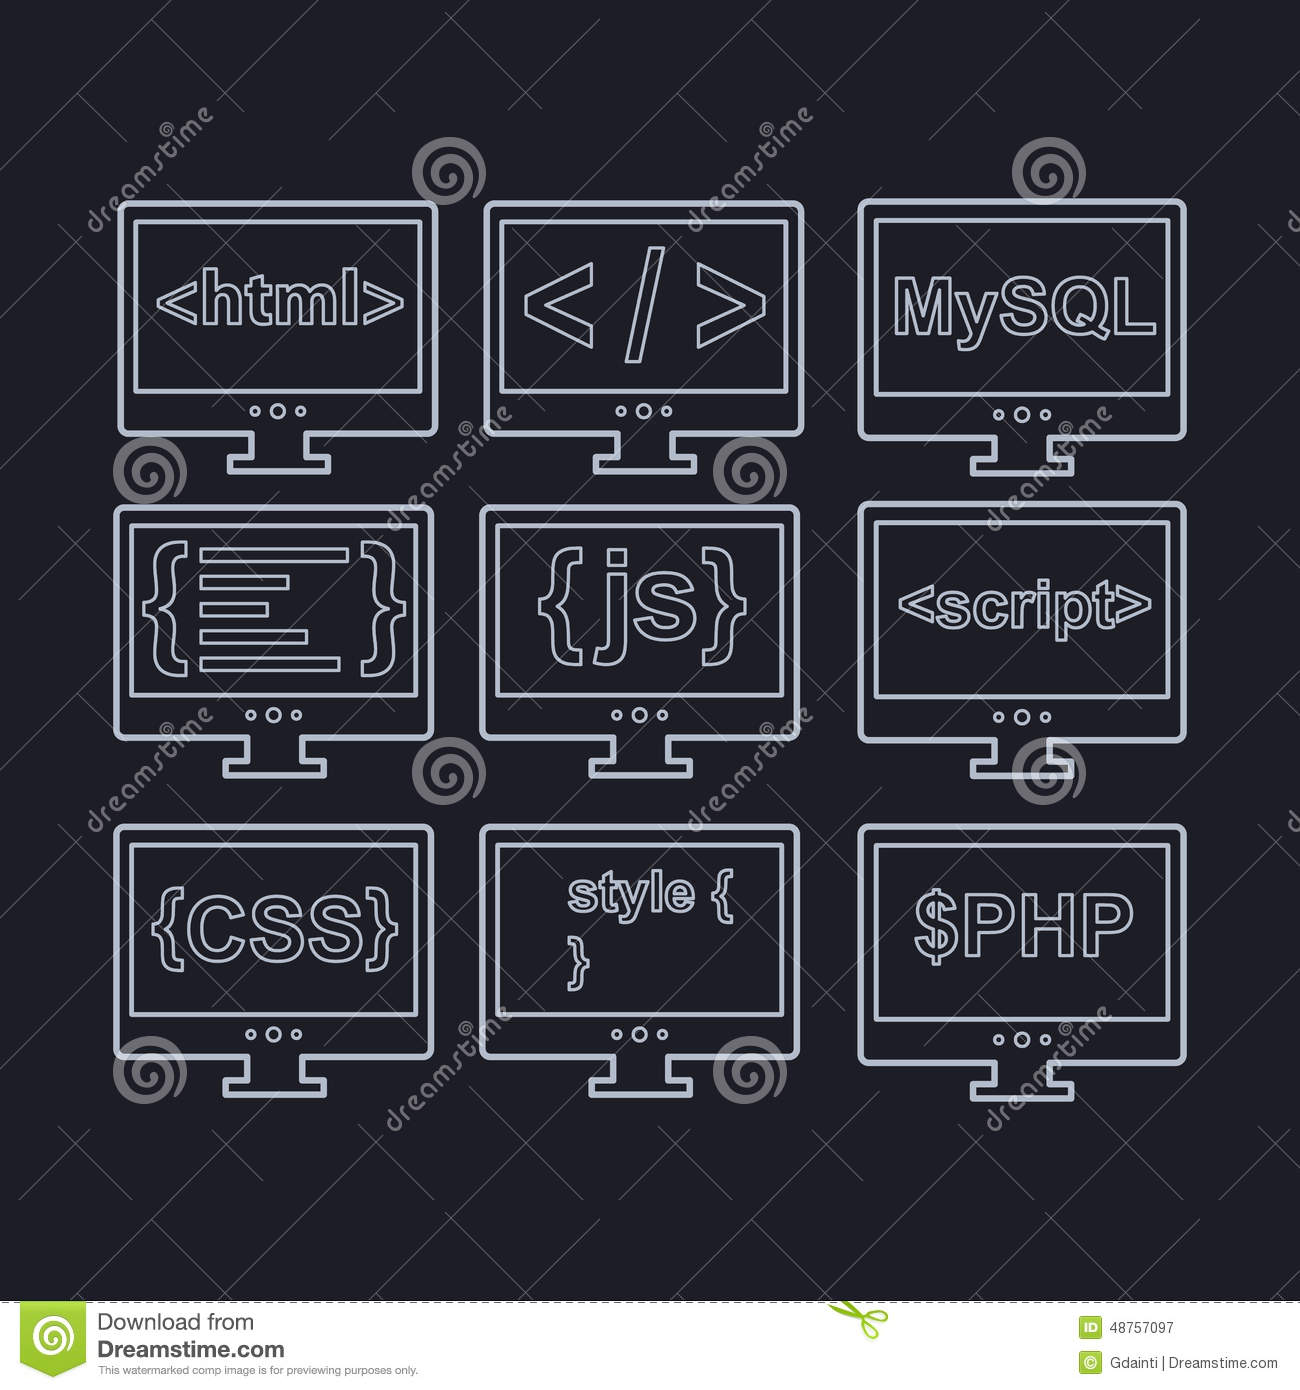 <html>
</>
MySQL
{ }
{js}
<script>
{CSS}
style {
}
$PHP
dreamstime
Download from
Dreamstime.com
This watermarked comp image is for previewing purposes only.
ID 48757097
© Gdainti | Dreamstime.com